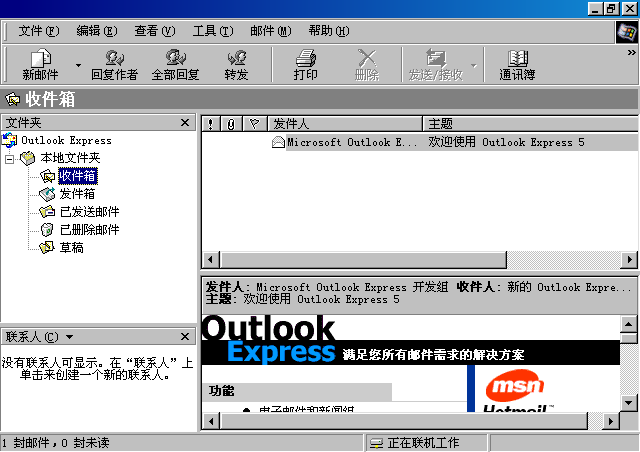 文件(F) 编辑(E) 查看(V) 工具(T) 邮件(M) 帮助(H)
新邮件 回复作者 全部回复 转发 打印 删除 发送/接收 通讯簿
收件箱
文件夹
Outlook Express
本地文件夹
收件箱
发件箱
已发送邮件
已删除邮件
草稿
联系人(C)
没有联系人可显示。在“联系人”上
单击来创建一个新的联系人。
! 发件人 主题
Microsoft Outlook E... 欢迎使用 Outlook Express 5
发件人: Microsoft Outlook Express 开发组 收件人: 新的 Outlook Expre...
主题: 欢迎使用 Outlook Express 5
Outlook
Express 满足您所有邮件需求的解决方案
功能
电子邮件和新闻组
msn
Hotmail™
1 封邮件，0 封未读 正在联机工作